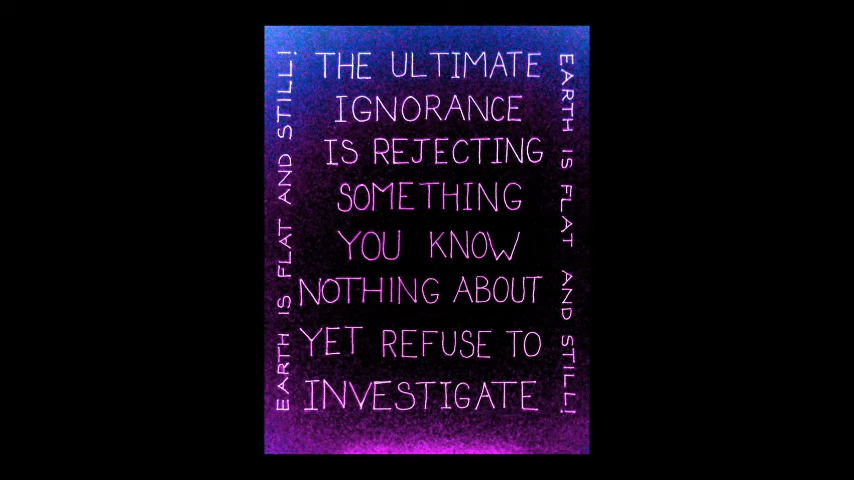 THE ULTIMATE
IGNORANCE
IS REJECTING
SOMETHING
YOU KNOW
NOTHING ABOUT
YET REFUSE TO
INVESTIGATE
EARTH IS FLAT AND STILL!
EARTH IS FLAT AND STILL!